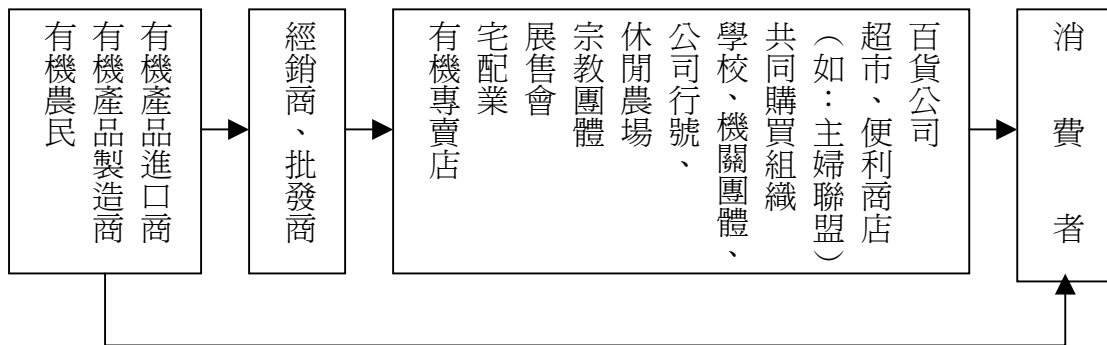 有機農民
有機產品製造商
有機產品進口商
經銷商、批發商
有機專賣店
宅配業
展售會
宗教團體
休閒農場
公司行號、
學校、機關團體、
共同購買組織
（如：主婦聯盟）
超市、便利商店
百貨公司
消費者